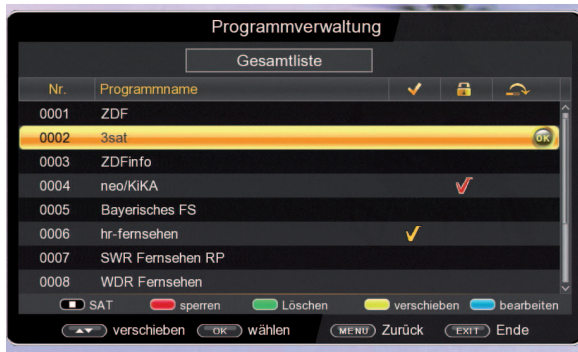 Programmverwaltung
Gesamtliste
Nr. Programmname
0001 ZDF
0002 3sat OK
0003 ZDFinfo
0004 neo/KiKA
0005 Bayerisches FS
0006 hr-fernsehen
0007 SWR Fernsehen RP
0008 WDR Fernsehen
SAT sperren Löschen verschieben bearbeiten
verschieben OK wählen MENU Zurück EXIT Ende